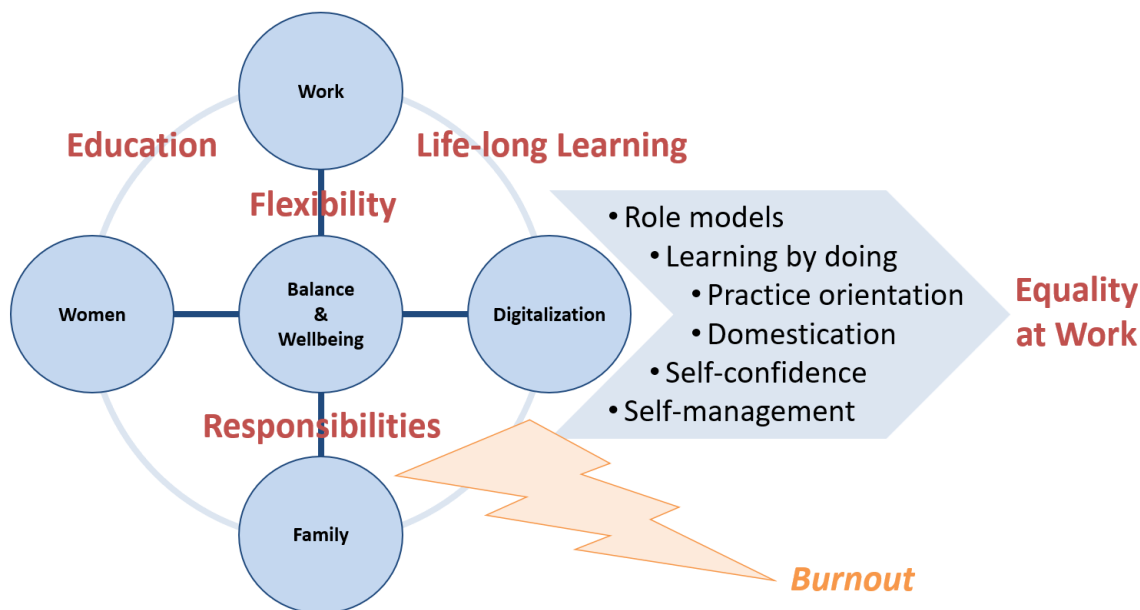 Work
Education
Life-long Learning
Flexibility
Women
Balance
&
Wellbeing
Digitalization
Responsibilities
Family
• Role models
• Learning by doing
• Practice orientation
• Domestication
• Self-confidence
• Self-management
Equality
at Work
Burnout